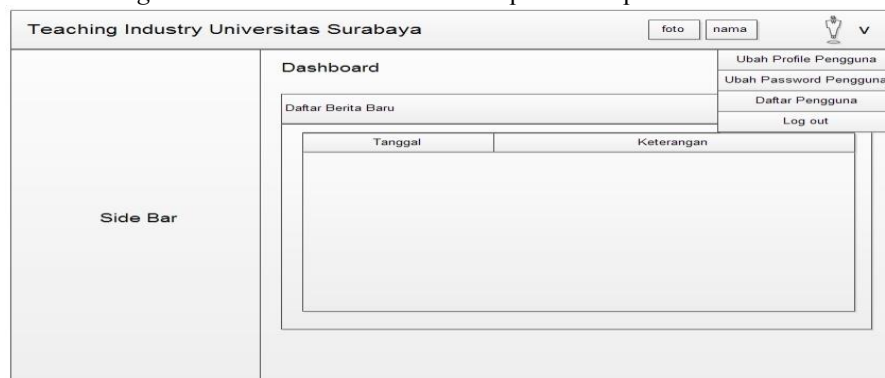 Teaching Industry Universitas Surabaya
foto
nama
v
Ubah Profile Pengguna
Ubah Password Pengguna
Daftar Pengguna
Log out
Dashboard
Daftar Berita Baru
Tanggal
Keterangan
Side Bar